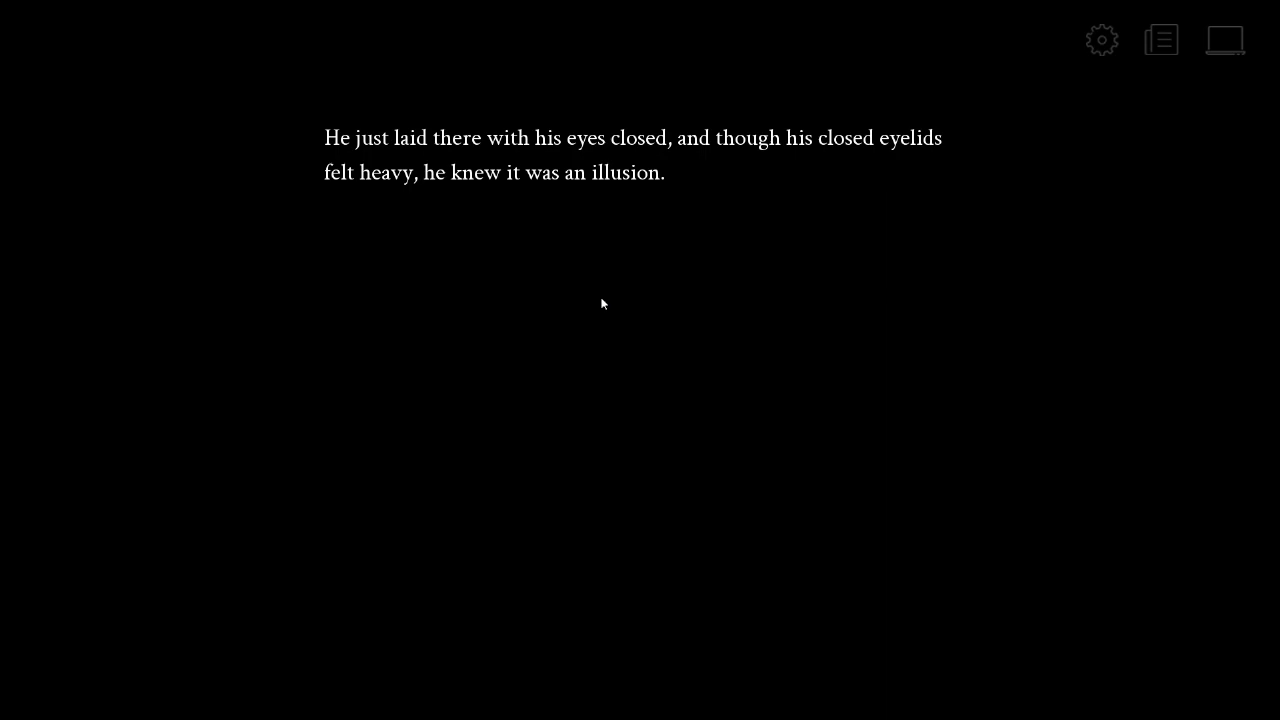 He just laid there with his eyes closed, and though his closed eyelids
felt heavy, he knew it was an illusion.